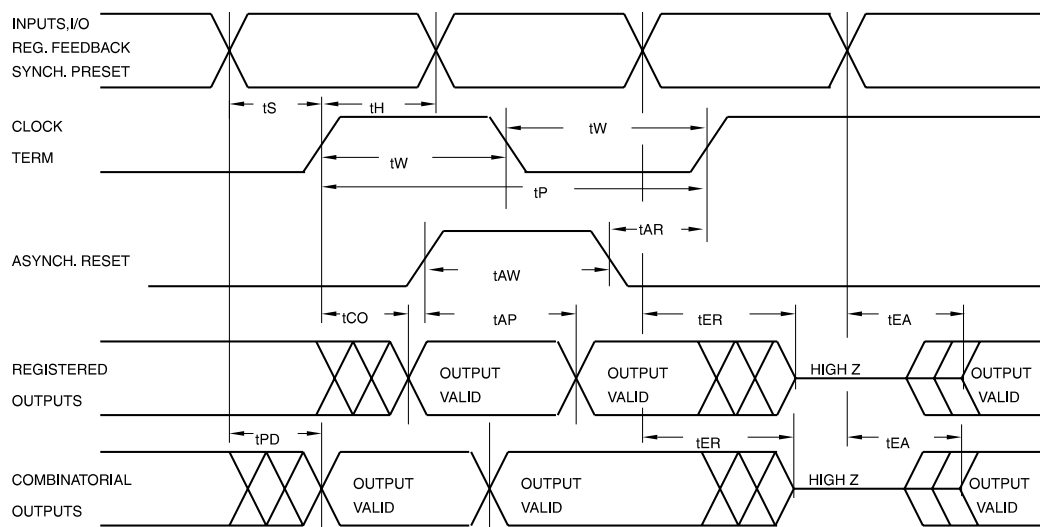 INPUTS,I/O
REG. FEEDBACK
SYNCH. PRESET
tS
tH
CLOCK
TERM
tW
tW
tP
tAR
ASYNCH. RESET
tAW
tCO
tAP
tER
tEA
REGISTERED
OUTPUTS
OUTPUT
VALID
OUTPUT
VALID
HIGH Z
OUTPUT
VALID
tPD
tER
tEA
COMBINATORIAL
OUTPUTS
OUTPUT
VALID
OUTPUT
VALID
HIGH Z
OUTPUT
VALID